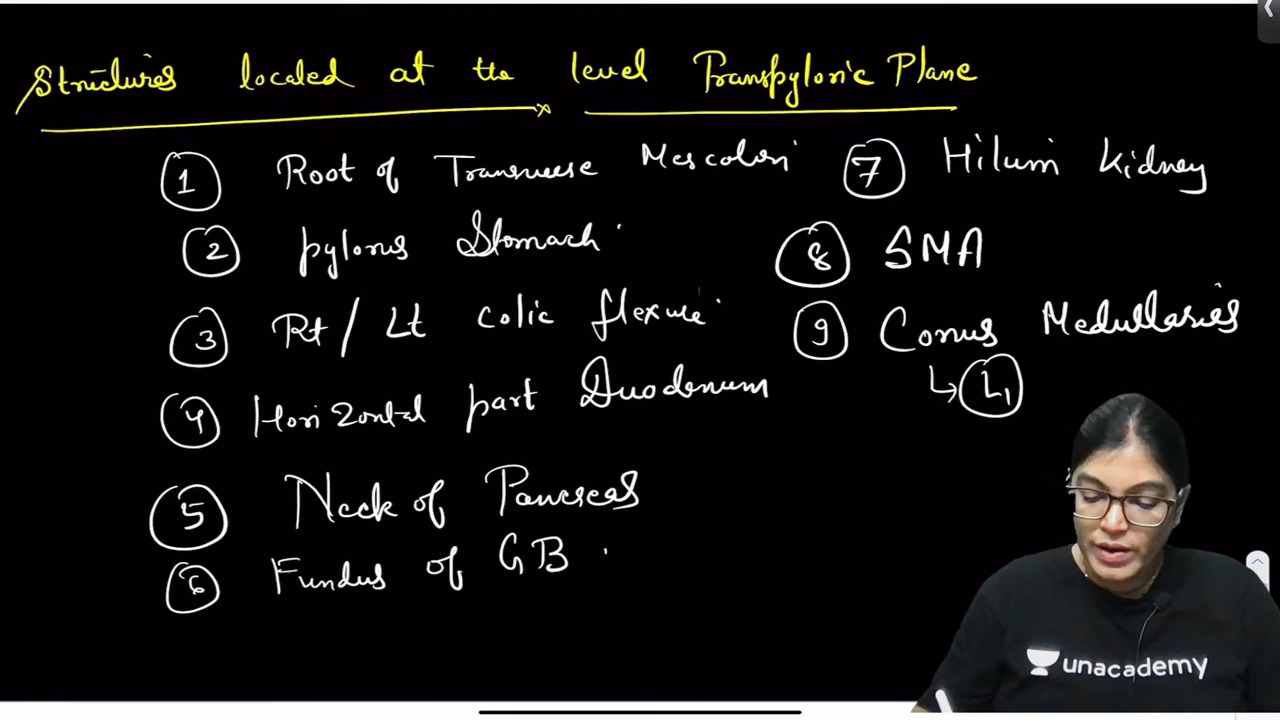 Structures located at the level Transpyloric Plane
1 Root of Transverse Mescolon
2 pylorus Stomach
3 Rt / Lt colic flexure
4 Horizontal part Duodenum
5 Neck of Pancreas
6 Fundus of GB
7 Hilum Kidney
8 SMA
9 Conus Medullaries
L1
unacademy